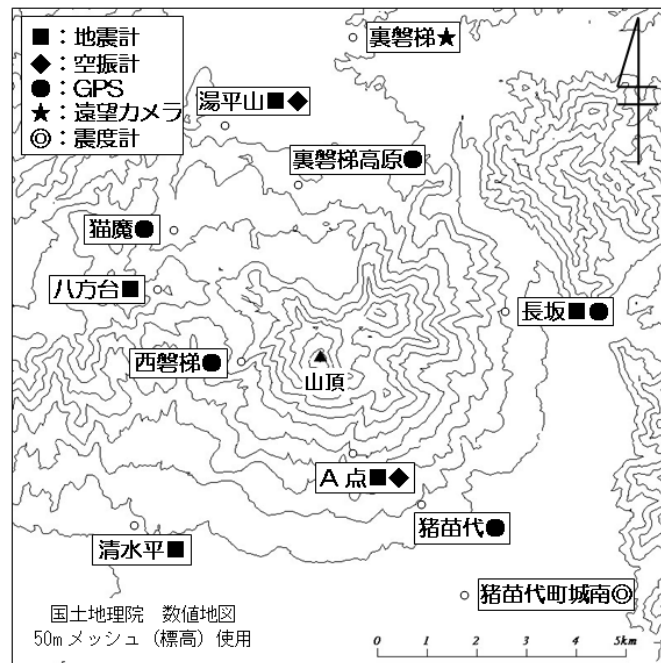 ■：地震計
◆：空振計
●：GPS
★：遠望カメラ
◎：震度計
裏磐梯★
湯平山■◆
裏磐梯高原●
猫魔●
八方台■
長坂■●
西磐梯●
▲
山頂
A点■◆
猪苗代●
清水平■
猪苗代町城南◎
国土地理院 数値地図
50mメッシュ（標高）使用
0 1 2 3 4 5km